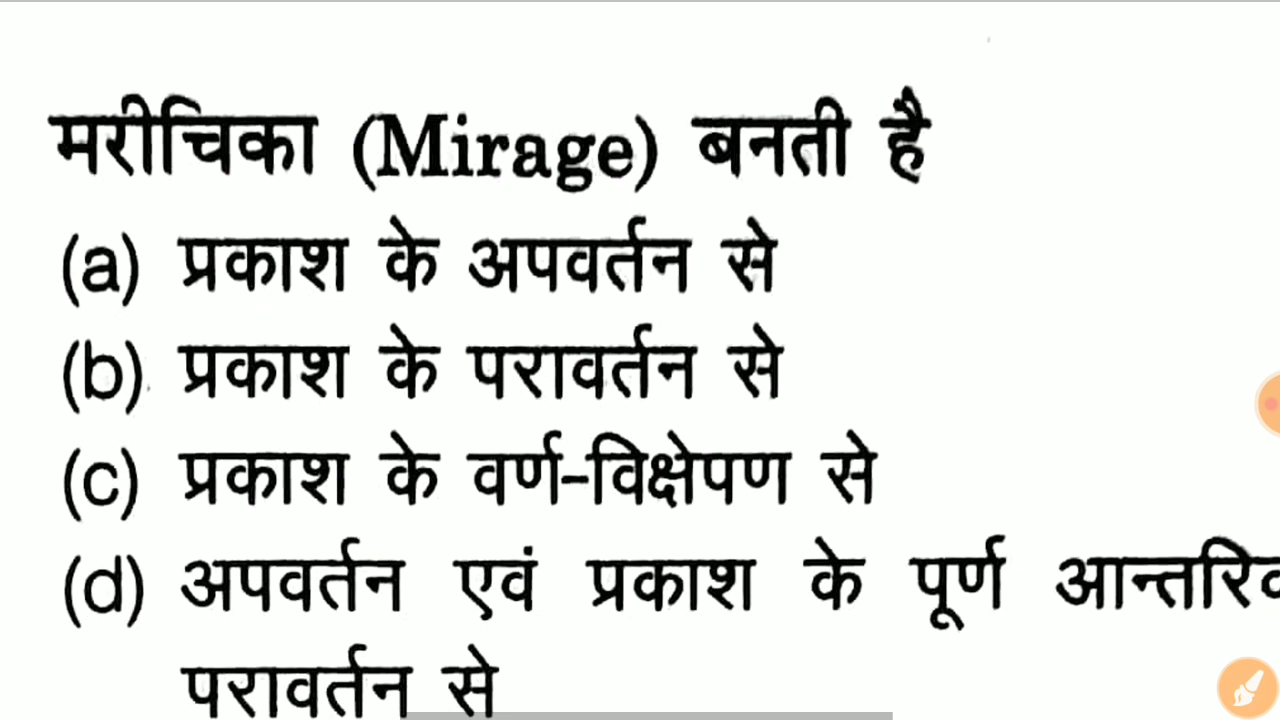 मरीचिका (Mirage) बनती है
(a) प्रकाश के अपवर्तन से
(b) प्रकाश के परावर्तन से
(c) प्रकाश के वर्ण-विक्षेपण से
(d) अपवर्तन एवं प्रकाश के पूर्ण
परावर्तन से